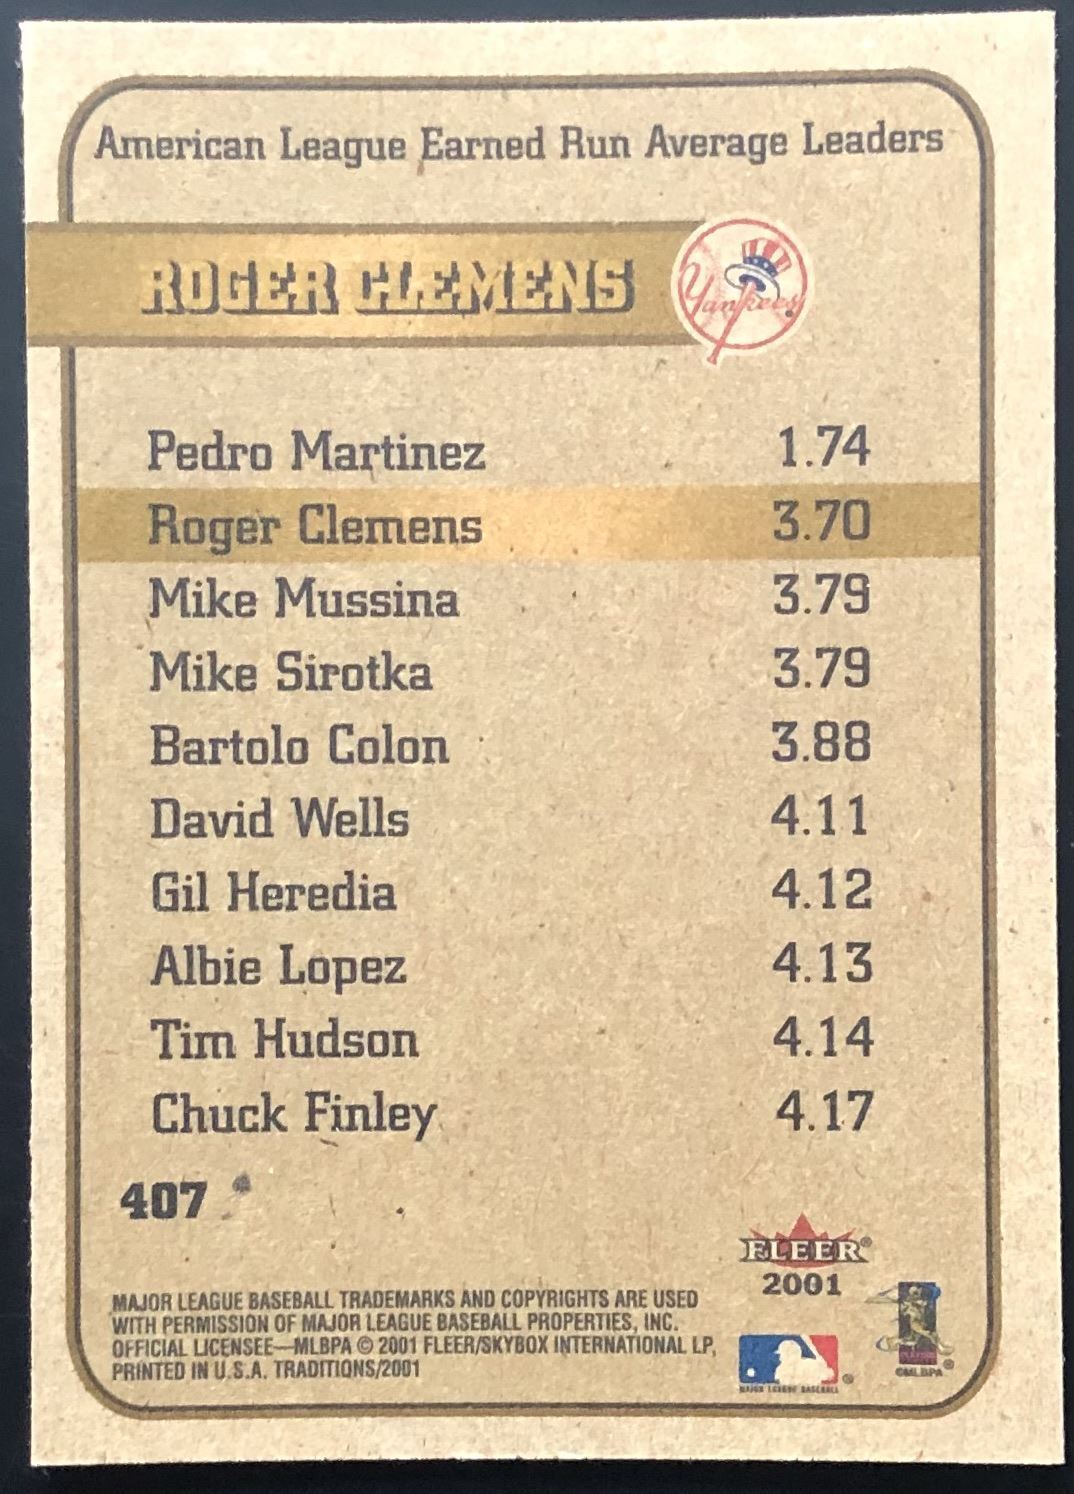 American League Earned Run Average Leaders
ROGER CLEMENS
Yankees
Pedro Martinez 1.74
Roger Clemens 3.70
Mike Mussina 3.79
Mike Sirotka 3.79
Bartolo Colon 3.88
David Wells 4.11
Gil Heredia 4.12
Albie Lopez 4.13
Tim Hudson 4.14
Chuck Finley 4.17
407
FLEER®
2001
MAJOR LEAGUE BASEBALL TRADEMARKS AND COPYRIGHTS ARE USED
WITH PERMISSION OF MAJOR LEAGUE BASEBALL PROPERTIES, INC.
OFFICIAL LICENSEE—MLBPA © 2001 FLEER/SKYBOX INTERNATIONAL LP,
PRINTED IN U.S.A. TRADITIONS/2001
MAJOR LEAGUE BASEBALL
©MLBPA